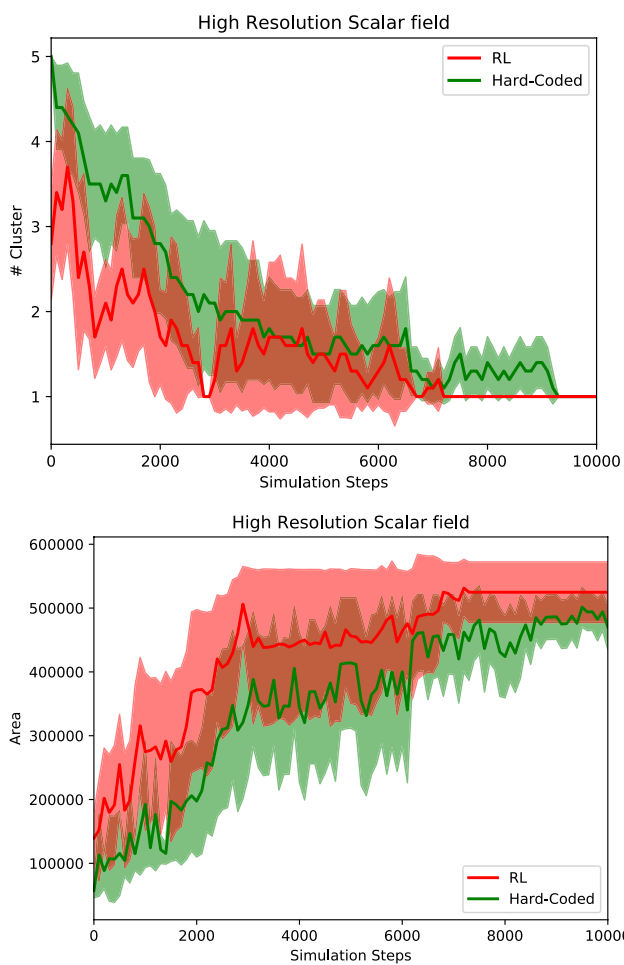 High Resolution Scalar field
5
4
3
2
1
# Cluster
RL
Hard-Coded
0
2000
4000
6000
8000
10000
Simulation Steps
High Resolution Scalar field
600000
500000
400000
300000
200000
100000
Area
RL
Hard-Coded
0
2000
4000
6000
8000
1000
Simulation Steps